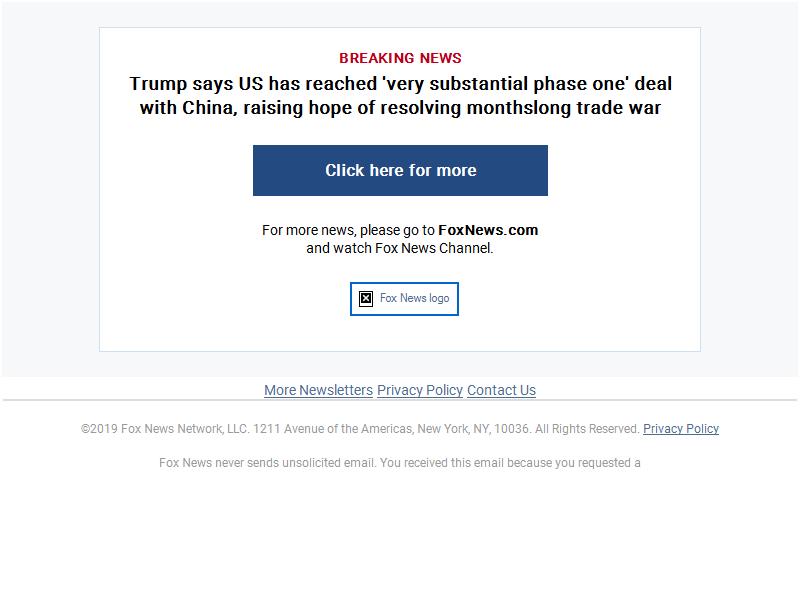 BREAKING NEWS
Trump says US has reached 'very substantial phase one' deal
with China, raising hope of resolving monthslong trade war
Click here for more
For more news, please go to FoxNews.com
and watch Fox News Channel.
Fox News logo
More Newsletters Privacy Policy Contact Us
©2019 Fox News Network, LLC. 1211 Avenue of the Americas, New York, NY, 10036. All Rights Reserved. Privacy Policy
Fox News never sends unsolicited email. You received this email because you requested a